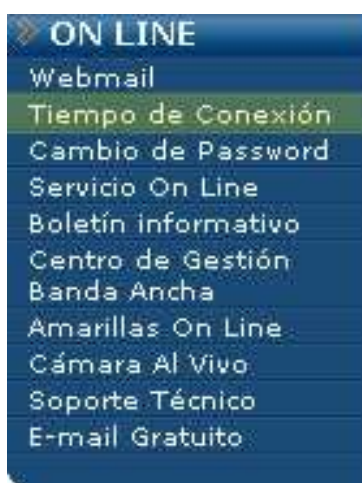 ON LINE
Webmail
Tiempo de Conexión
Cambio de Password
Servicio On Line
Boletín informativo
Centro de Gestión
Banda Ancha
Amarillas On Line
Cámara Al Vivo
Soporte Técnico
E-mail Gratuito